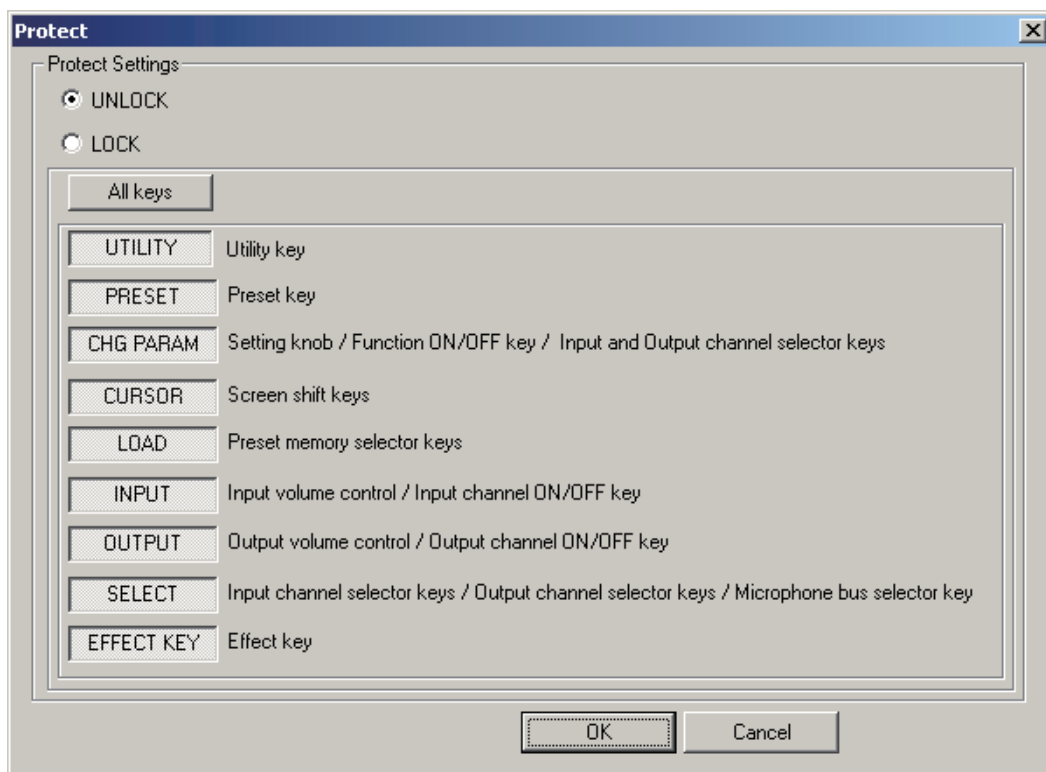 Protect
Protect Settings
UNLOCK
LOCK
All keys
UTILITY Utility key
PRESET Preset key
CHG PARAM Setting knob / Function ON/OFF key / Input and Output channel selector keys
CURSOR Screen shift keys
LOAD Preset memory selector keys
INPUT Input volume control / Input channel ON/OFF key
OUTPUT Output volume control / Output channel ON/OFF key
SELECT Input channel selector keys / Output channel selector keys / Microphone bus selector key
EFFECT KEY Effect key
OK Cancel